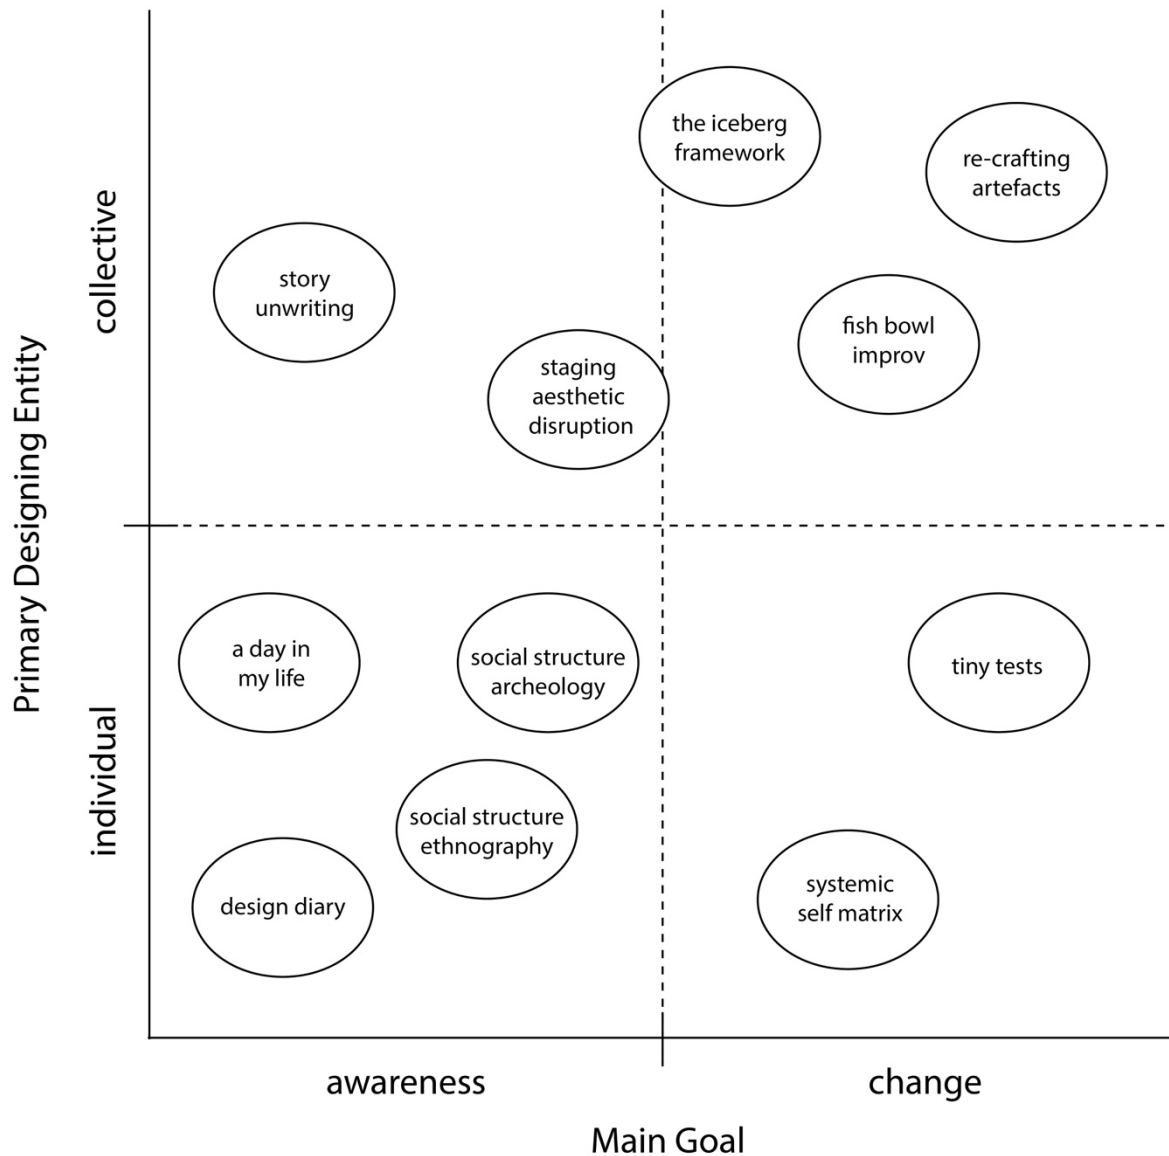 the iceberg
framework
re-crafting
artefacts
story
unwriting
fish bowl
improv
staging
aesthetic
disruption
collective
Primary Designing Entity
individual
a day in
my life
social structure
archeology
tiny tests
social structure
ethnography
design diary
systemic
self matrix
awareness
change
Main Goal